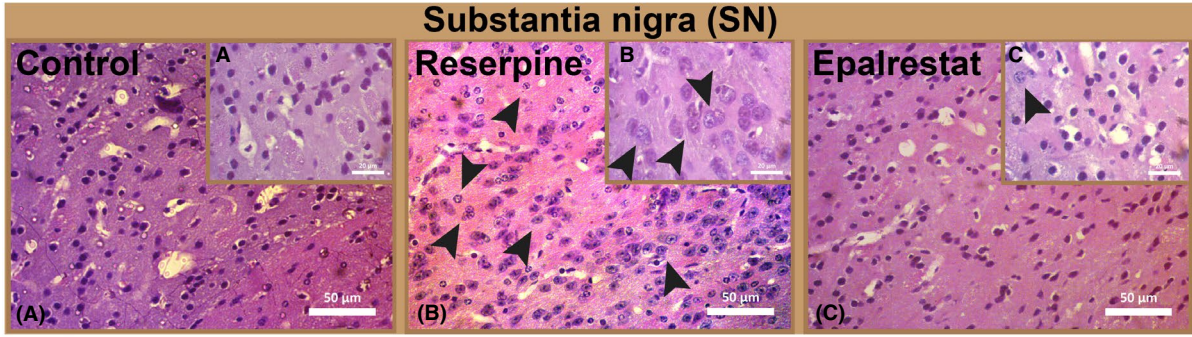 Substantia nigra (SN)
Control
A
20 µm
50 µm
(A)
Reserpine
B
20 µm
50 µm
(B)
Epalrestat
C
20 µm
50 µm
(C)